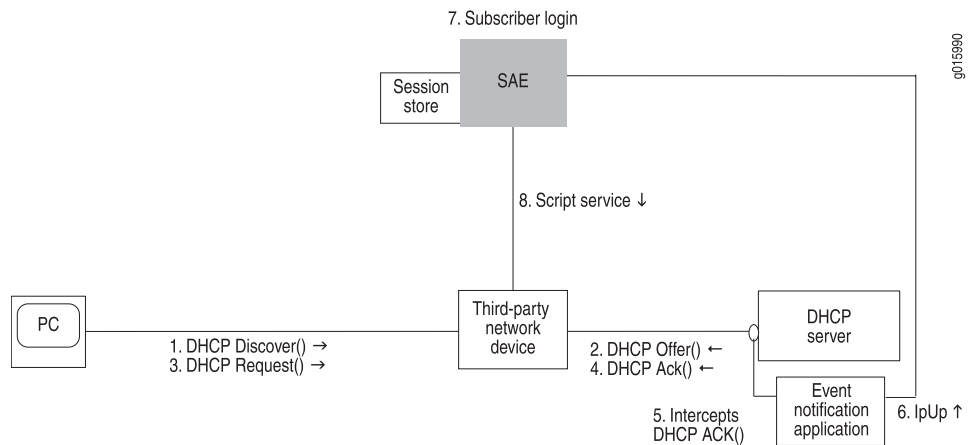 7. Subscriber login
g015990
Session
store
SAE
8. Script service ↓
PC
Third-party
network
device
DHCP
server
1. DHCP Discover() →
3. DHCP Request() →
2. DHCP Offer() ←
4. DHCP Ack() ←
5. Intercepts
DHCP ACK()
Event
notification
application
6. IpUp ↑